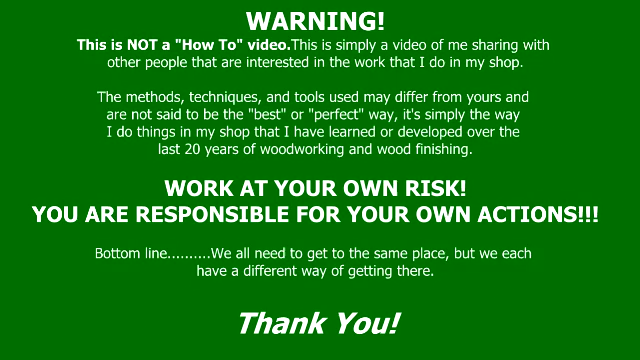 WARNING!
This is NOT a "How To" video.This is simply a video of me sharing with
other people that are interested in the work that I do in my shop.
The methods, techniques, and tools used may differ from yours and
are not said to be the "best" or "perfect" way, it's simply the way
I do things in my shop that I have learned or developed over the
last 20 years of woodworking and wood finishing.
WORK AT YOUR OWN RISK!
YOU ARE RESPONSIBLE FOR YOUR OWN ACTIONS!!!
Bottom line..........We all need to get to the same place, but we each
have a different way of getting there.
Thank You!